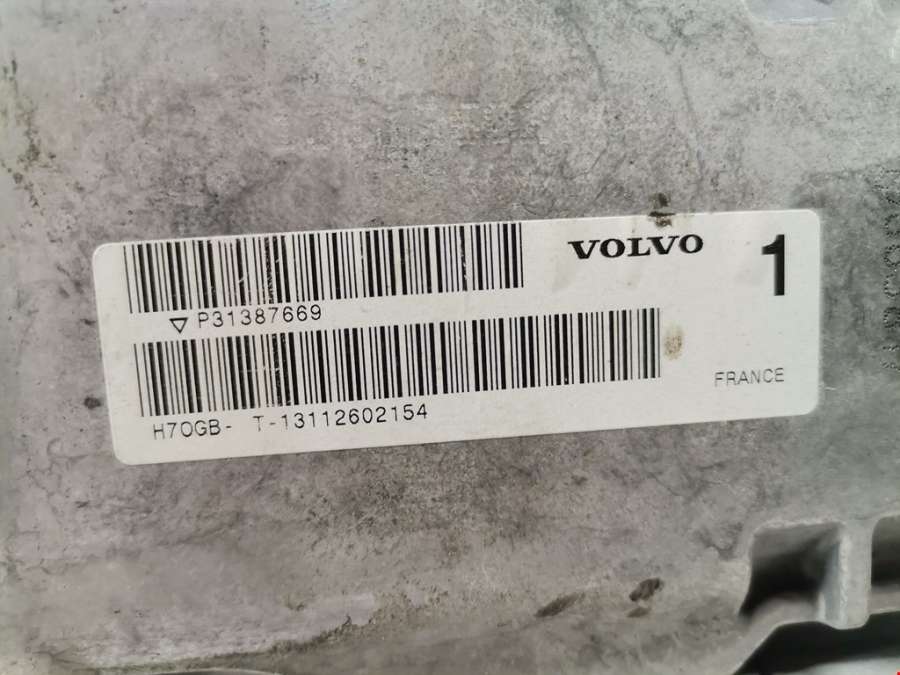 VOLVO 1
▽ P31387669
H7OGB- T-13112602154
FRANCE